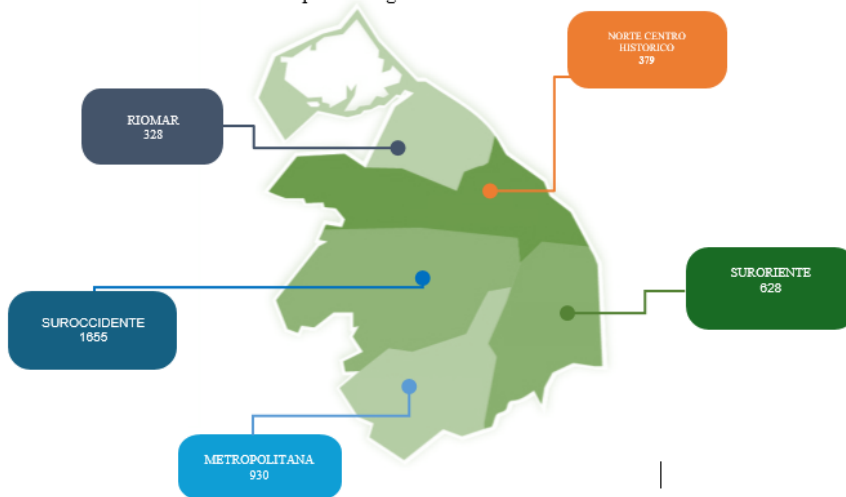 NORTE CENTRO
HISTORICO
379
RIOMAR
328
SURORIENTE
628
SUROCCIDENTE
1655
METROPOLITANA
930